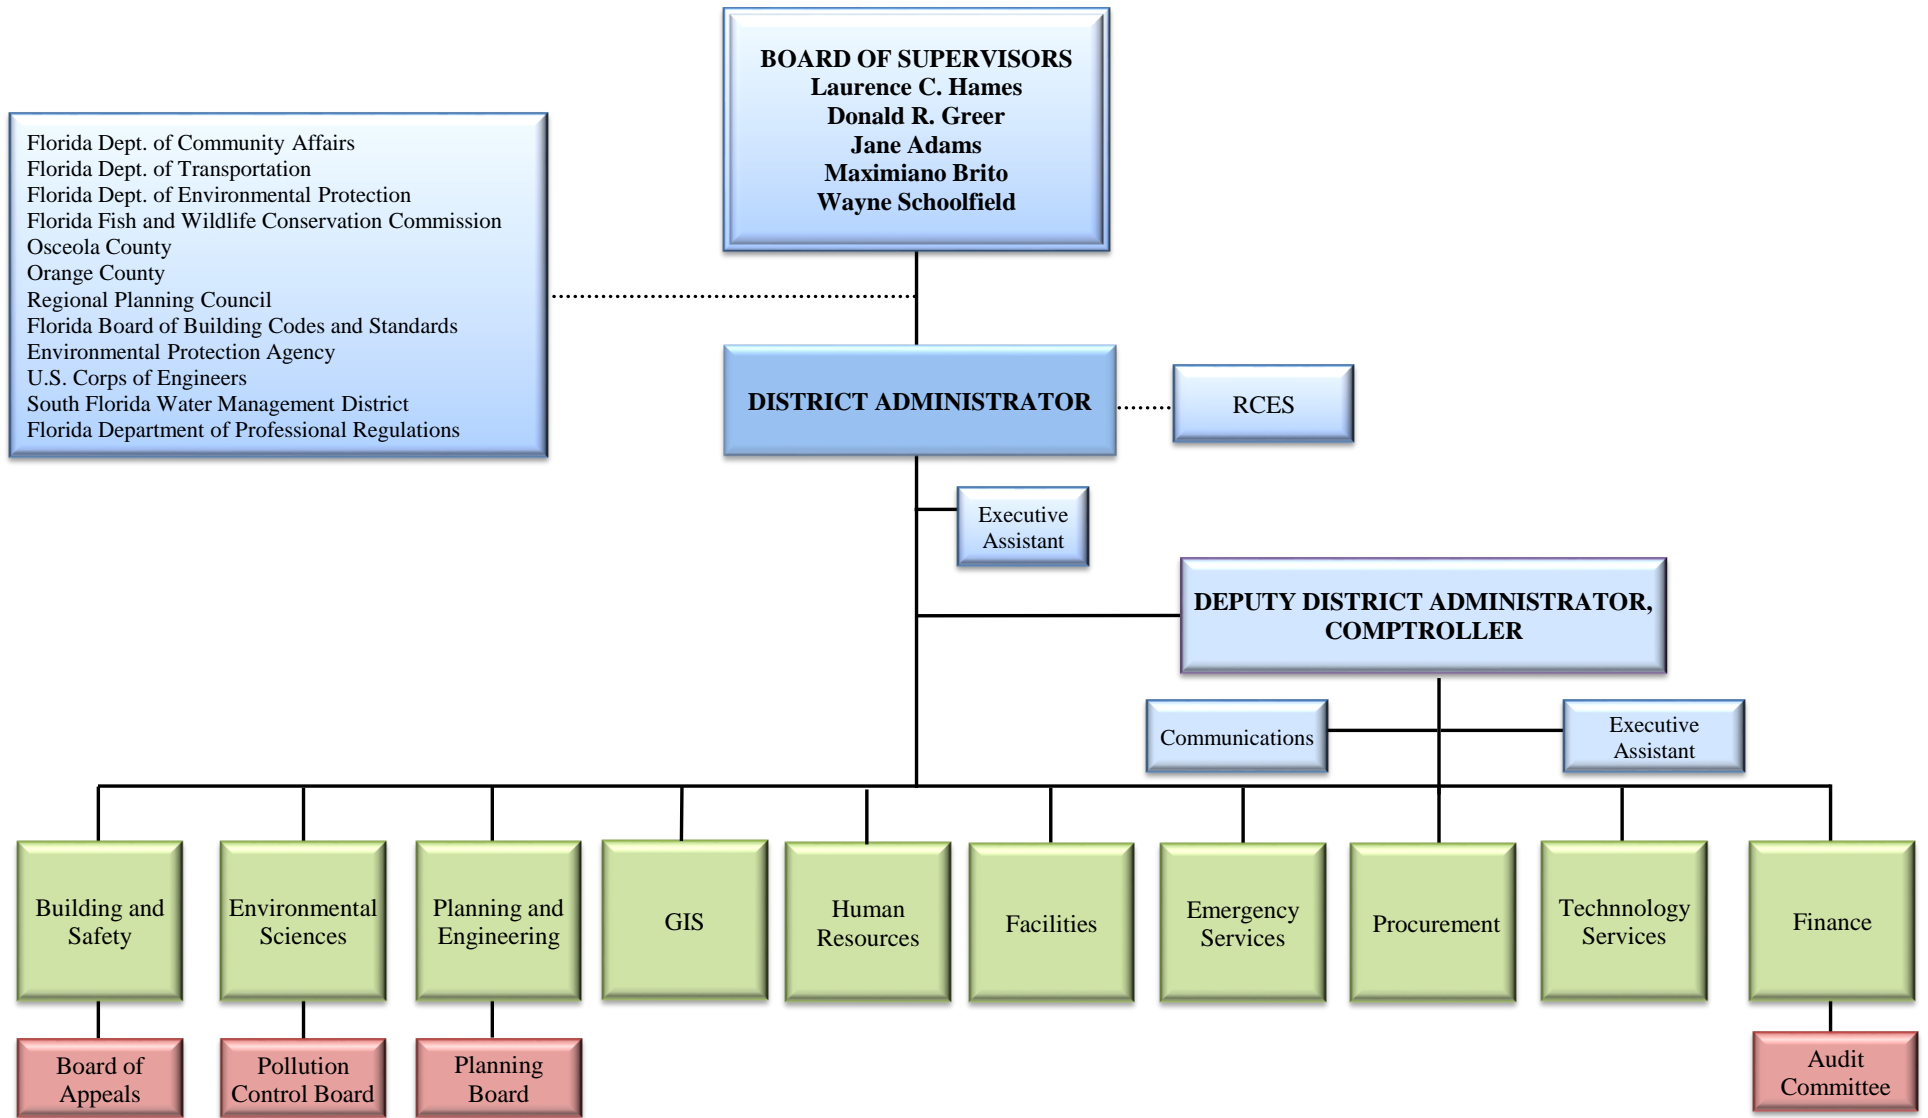 BOARD OF SUPERVISORS
Laurence C. Hames
Donald R. Greer
Jane Adams
Maximiano Brito
Wayne Schoolfield
Florida Dept. of Community Affairs
Florida Dept. of Transportation
Florida Dept. of Environmental Protection
Florida Fish and Wildlife Conservation Commission
Osceola County
Orange County
Regional Planning Council
Florida Board of Building Codes and Standards
Environmental Protection Agency
U.S. Corps of Engineers
South Florida Water Management District
Florida Department of Professional Regulations
DISTRICT ADMINISTRATOR
RCES
Executive
Assistant
DEPUTY DISTRICT ADMINISTRATOR,
COMPTROLLER
Communications
Executive
Assistant
Building and
Safety
Environmental
Sciences
Planning and
Engineering
GIS
Human
Resources
Facilities
Emergency
Services
Procurement
Technnology
Services
Finance
Board of
Appeals
Pollution
Control Board
Planning
Board
Audit
Committee